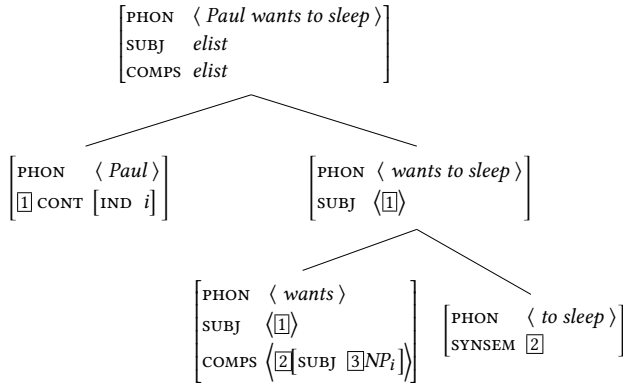 PHON ⟨ Paul wants to sleep ⟩
SUBJ elist
COMPS elist
PHON ⟨ Paul ⟩
1 CONT [IND i]
PHON ⟨ wants to sleep ⟩
SUBJ ⟨1⟩
PHON ⟨ wants ⟩
SUBJ ⟨1⟩
COMPS ⟨2[SUBJ 3NPi]⟩
PHON ⟨ to sleep ⟩
SYNSEM 2